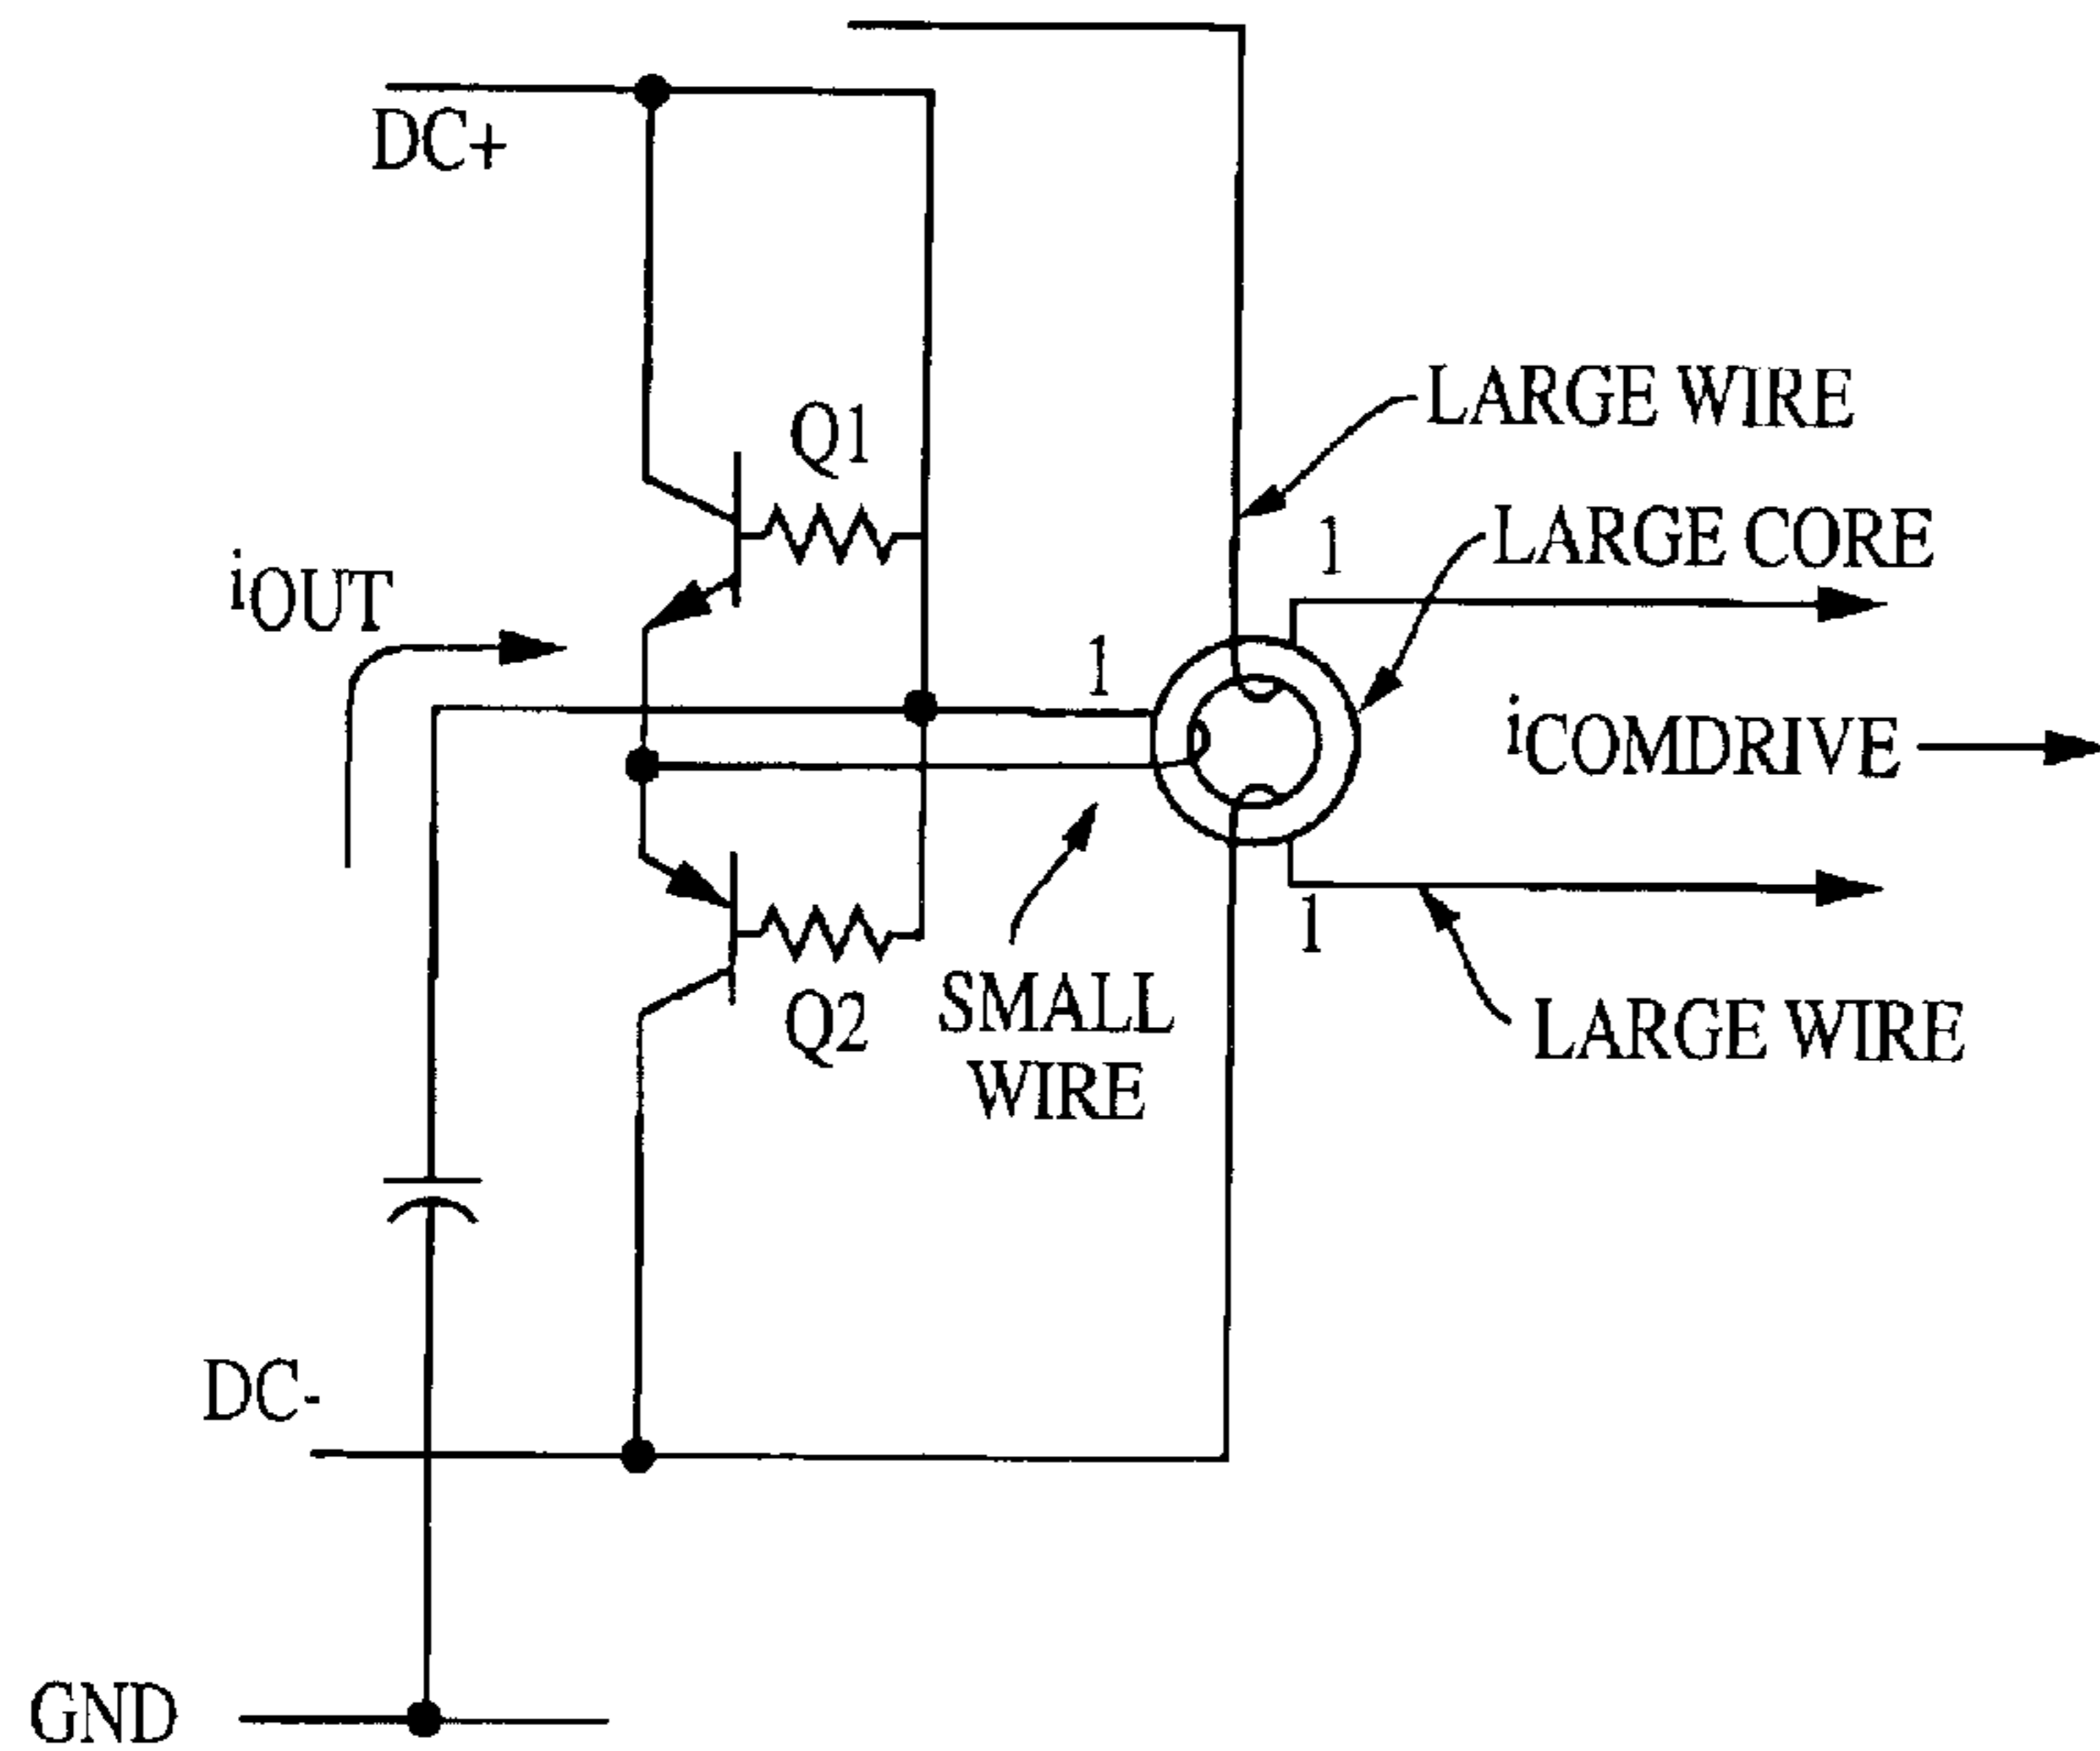 DC+
Q1
LARGE WIRE
1
LARGE CORE
iOUT
1
iCOMDRIVE
1
SMALL
WIRE
Q2
LARGE WIRE
DC-
GND